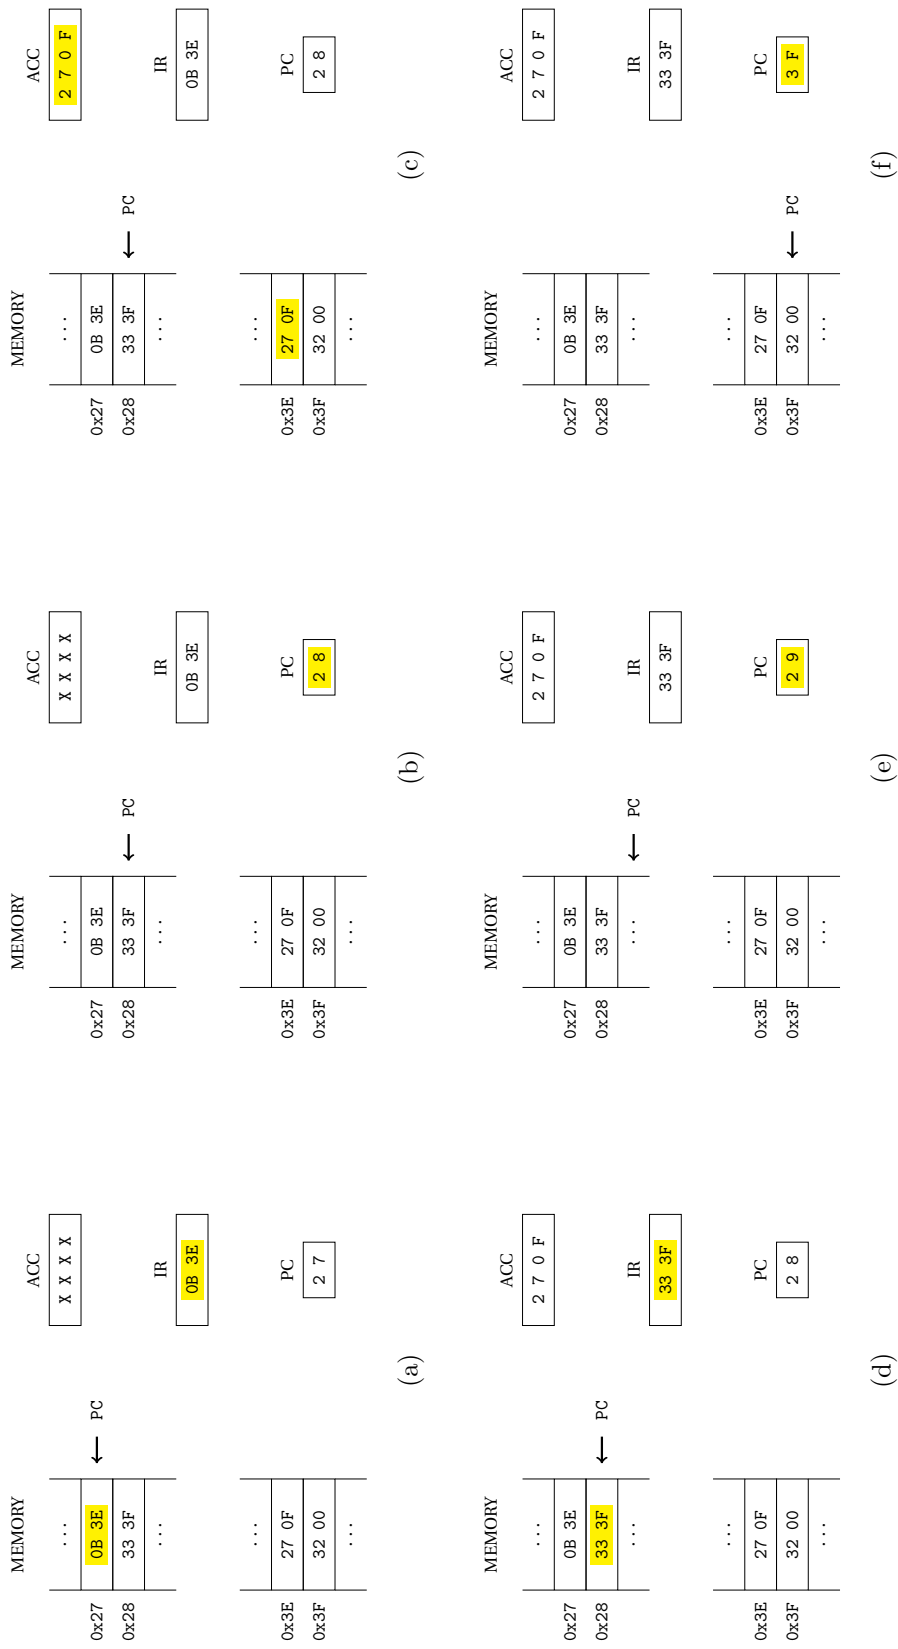 MEMORY
ACC
. . .
X X X X
0x27 0B 3E PC
0x28 33 3F
. . .
IR
0B 3E
. . .
0x3E 27 0F
0x3F 32 00
. . .
PC
2 7
(a)
MEMORY
ACC
. . .
X X X X
0x27 0B 3E
0x28 33 3F PC
. . .
IR
0B 3E
. . .
0x3E 27 0F
0x3F 32 00
. . .
PC
2 8
(b)
MEMORY
ACC
. . .
2 7 0 F
0x27 0B 3E
0x28 33 3F PC
. . .
IR
0B 3E
. . .
0x3E 27 0F
0x3F 32 00
. . .
PC
2 8
(c)
MEMORY
ACC
. . .
2 7 0 F
0x27 0B 3E
0x28 33 3F PC
. . .
IR
33 3F
. . .
0x3E 27 0F
0x3F 32 00
. . .
PC
2 8
(d)
MEMORY
ACC
. . .
2 7 0 F
0x27 0B 3E
0x28 33 3F
. . . PC
IR
33 3F
. . .
0x3E 27 0F
0x3F 32 00
. . .
PC
2 9
(e)
MEMORY
ACC
. . .
2 7 0 F
0x27 0B 3E
0x28 33 3F
. . .
IR
33 3F
. . .
0x3E 27 0F
0x3F 32 00 PC
. . .
PC
3 F
(f)